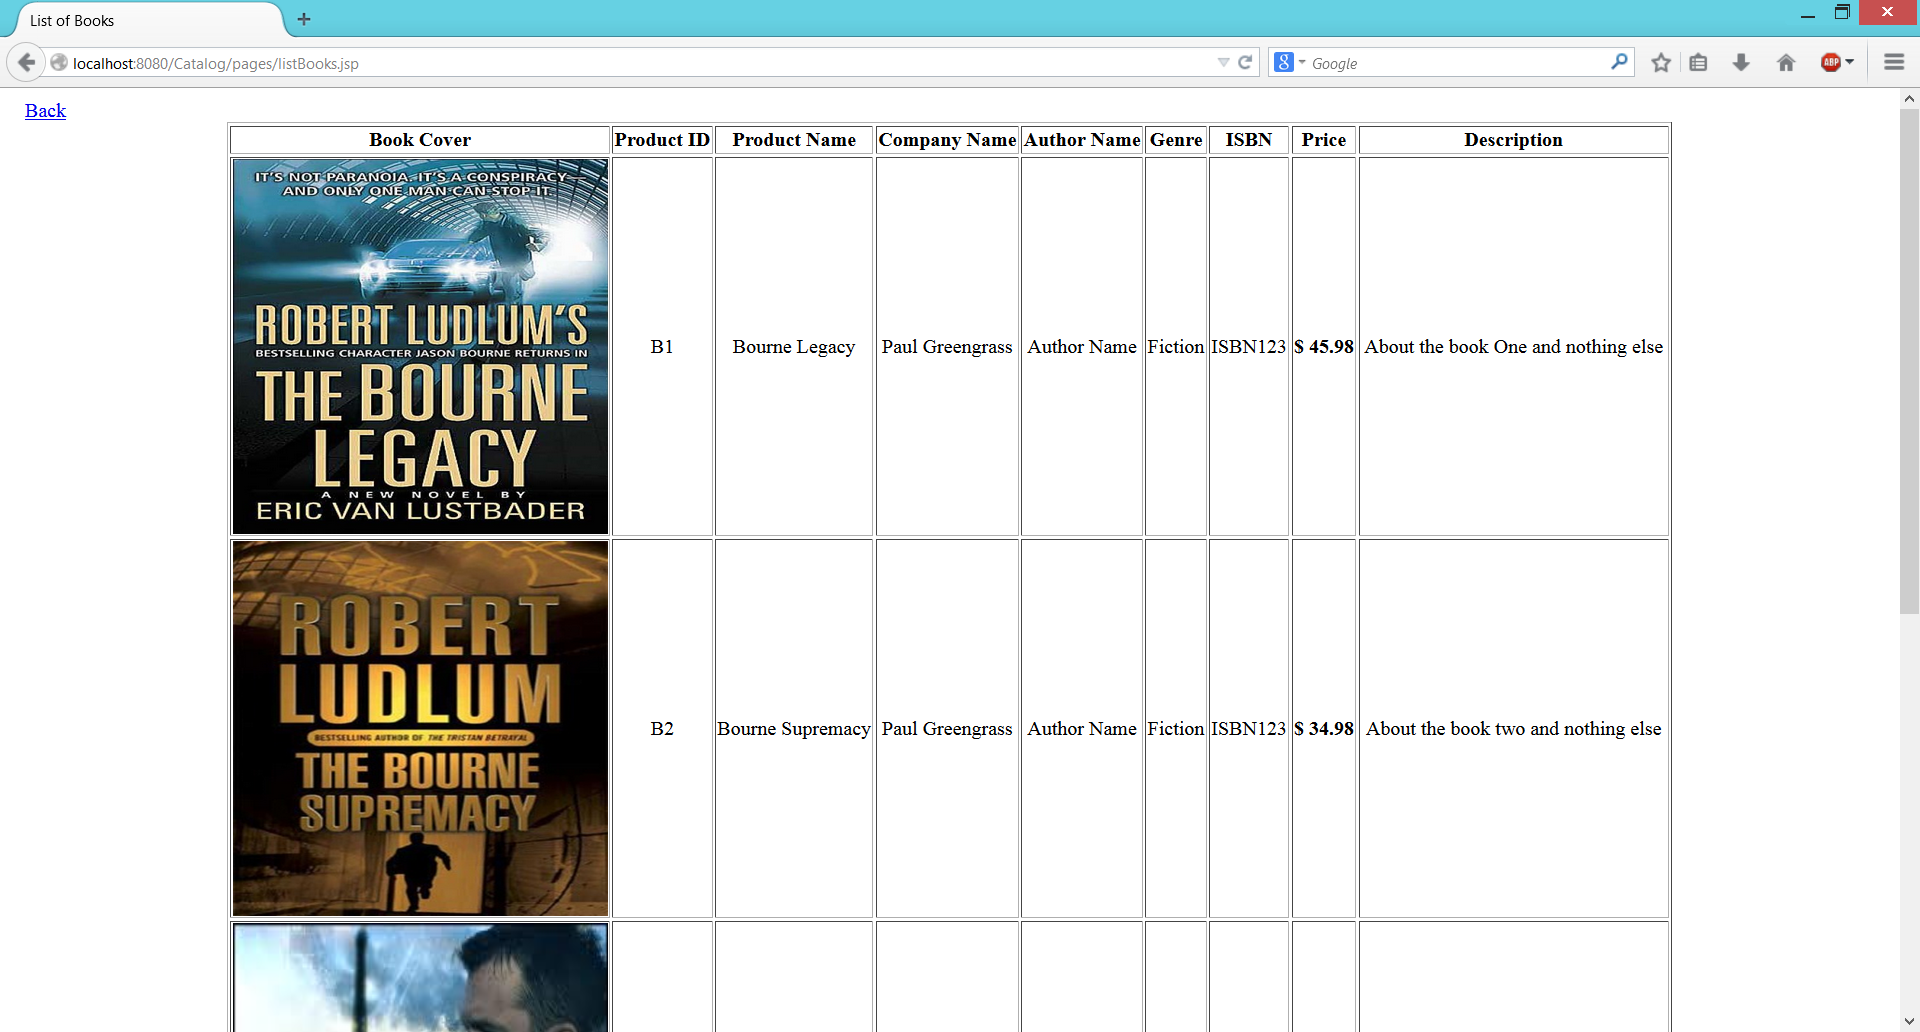 List of Books
localhost:8080/Catalog/pages/listBooks.jsp
Google
ABP
Back
Book Cover Product ID Product Name Company Name Author Name Genre ISBN Price Description
IT'S NOT PARANOIA. IT'S A CONSPIRACY—
AND ONLY ONE MAN CAN STOP IT.
ROBERT LUDLUM'S
BESTSELLING CHARACTER JASON BOURNE RETURNS IN
THE BOURNE
LEGACY
A NEW NOVEL BY
ERIC VAN LUSTBADER
B1 Bourne Legacy Paul Greengrass Author Name Fiction ISBN123 $ 45.98 About the book One and nothing else
ROBERT
LUDLUM
BESTSELLING AUTHOR OF THE TRISTAN BETRAYAL
THE BOURNE
SUPREMACY
B2 Bourne Supremacy Paul Greengrass Author Name Fiction ISBN123 $ 34.98 About the book two and nothing else